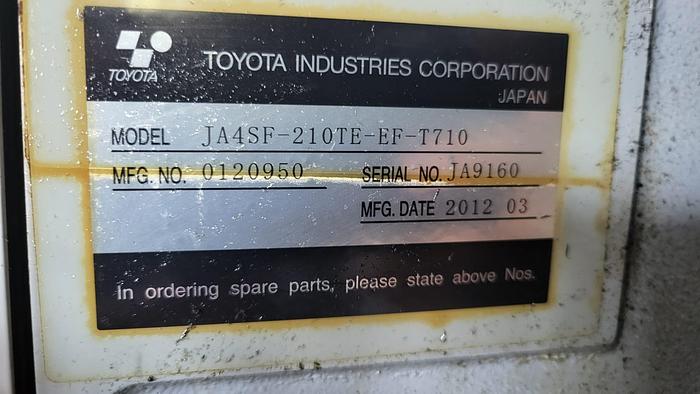 TOYOTA
TOYOTA INDUSTRIES CORPORATION
JAPAN
MODEL JA4SF-210TE-EF-T710
MFG. NO. 0120950 SERIAL NO. JA9160
MFG. DATE 2012 03
In ordering spare parts, please state above Nos.